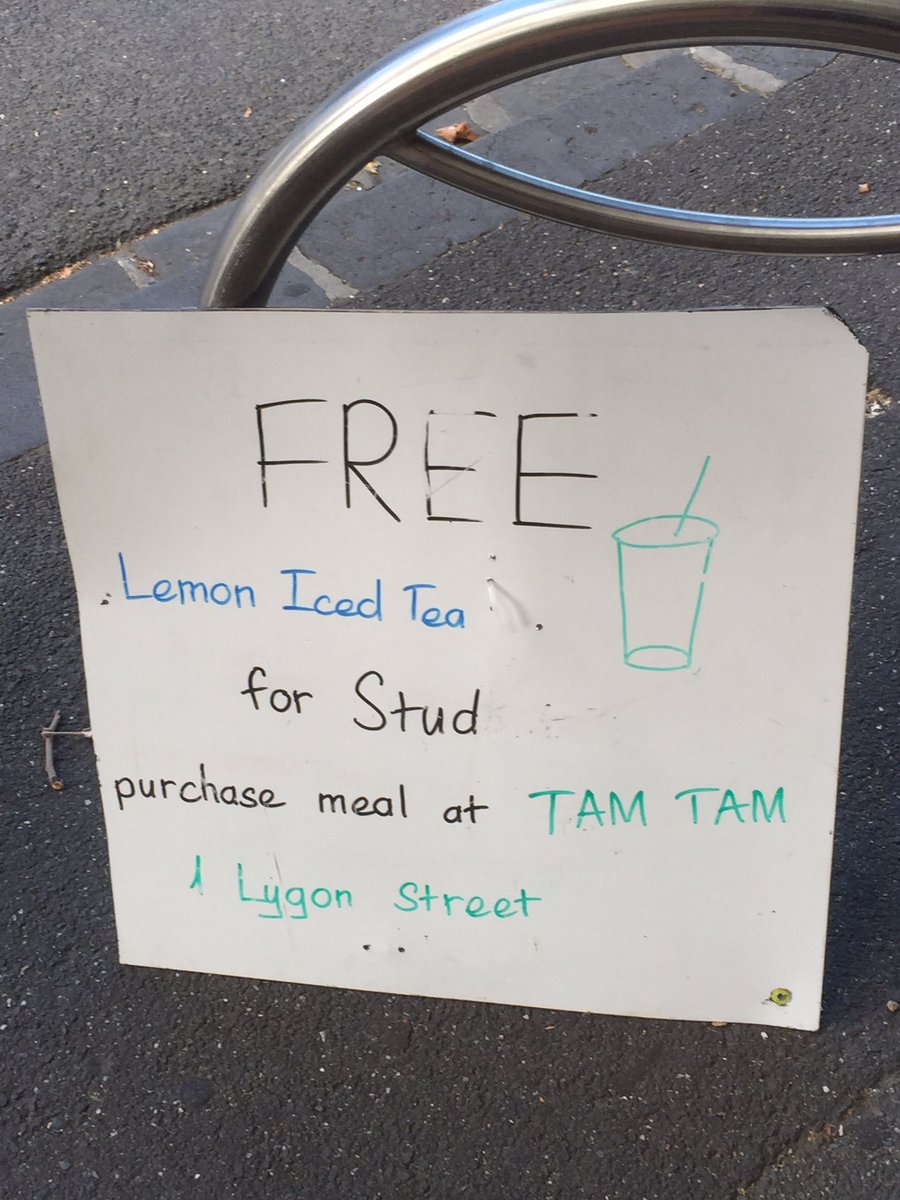 FREE
Lemon Iced Tea
for Stud
purchase meal at TAM TAM
1 Lygon Street